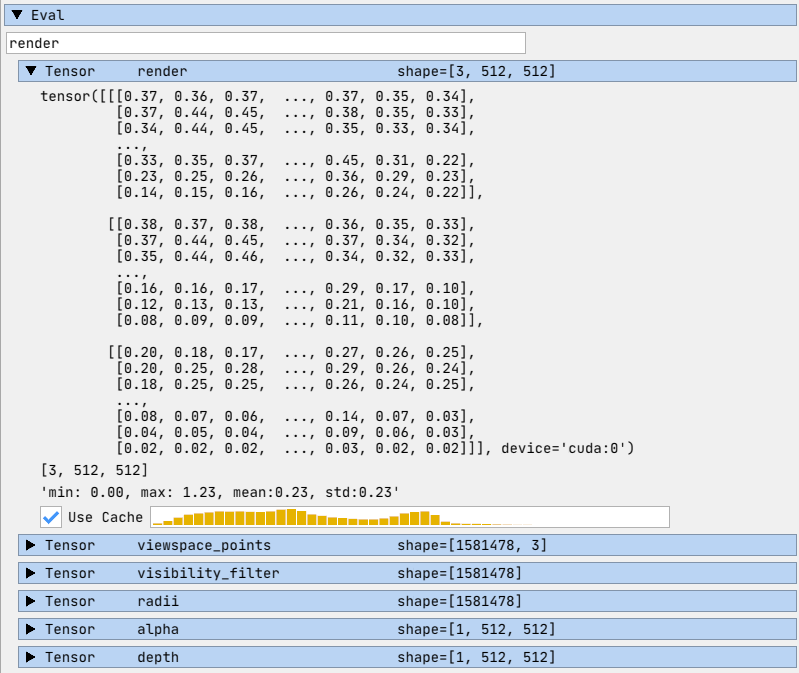 Eval
render
Tensor render shape=[3, 512, 512]
tensor([[[0.37, 0.36, 0.37, ..., 0.37, 0.35, 0.34],
[0.37, 0.44, 0.45, ..., 0.38, 0.35, 0.33],
[0.34, 0.44, 0.45, ..., 0.35, 0.33, 0.34],
...,
[0.33, 0.35, 0.37, ..., 0.45, 0.31, 0.22],
[0.23, 0.25, 0.26, ..., 0.36, 0.29, 0.23],
[0.14, 0.15, 0.16, ..., 0.26, 0.24, 0.22]],
[[0.38, 0.37, 0.38, ..., 0.36, 0.35, 0.33],
[0.37, 0.44, 0.45, ..., 0.37, 0.34, 0.32],
[0.35, 0.44, 0.46, ..., 0.34, 0.32, 0.33],
...,
[0.16, 0.16, 0.17, ..., 0.29, 0.17, 0.10],
[0.12, 0.13, 0.13, ..., 0.21, 0.16, 0.10],
[0.08, 0.09, 0.09, ..., 0.11, 0.10, 0.08]],
[[0.20, 0.18, 0.17, ..., 0.27, 0.26, 0.25],
[0.20, 0.25, 0.28, ..., 0.29, 0.26, 0.24],
[0.18, 0.25, 0.25, ..., 0.26, 0.24, 0.25],
...,
[0.08, 0.07, 0.06, ..., 0.14, 0.07, 0.03],
[0.04, 0.05, 0.04, ..., 0.09, 0.06, 0.03],
[0.02, 0.02, 0.02, ..., 0.03, 0.02, 0.02]]], device='cuda:0')
[3, 512, 512]
'min: 0.00, max: 1.23, mean:0.23, std:0.23'
Use Cache
Tensor viewspace_points shape=[1581478, 3]
Tensor visibility_filter shape=[1581478]
Tensor radii shape=[1581478]
Tensor alpha shape=[1, 512, 512]
Tensor depth shape=[1, 512, 512]